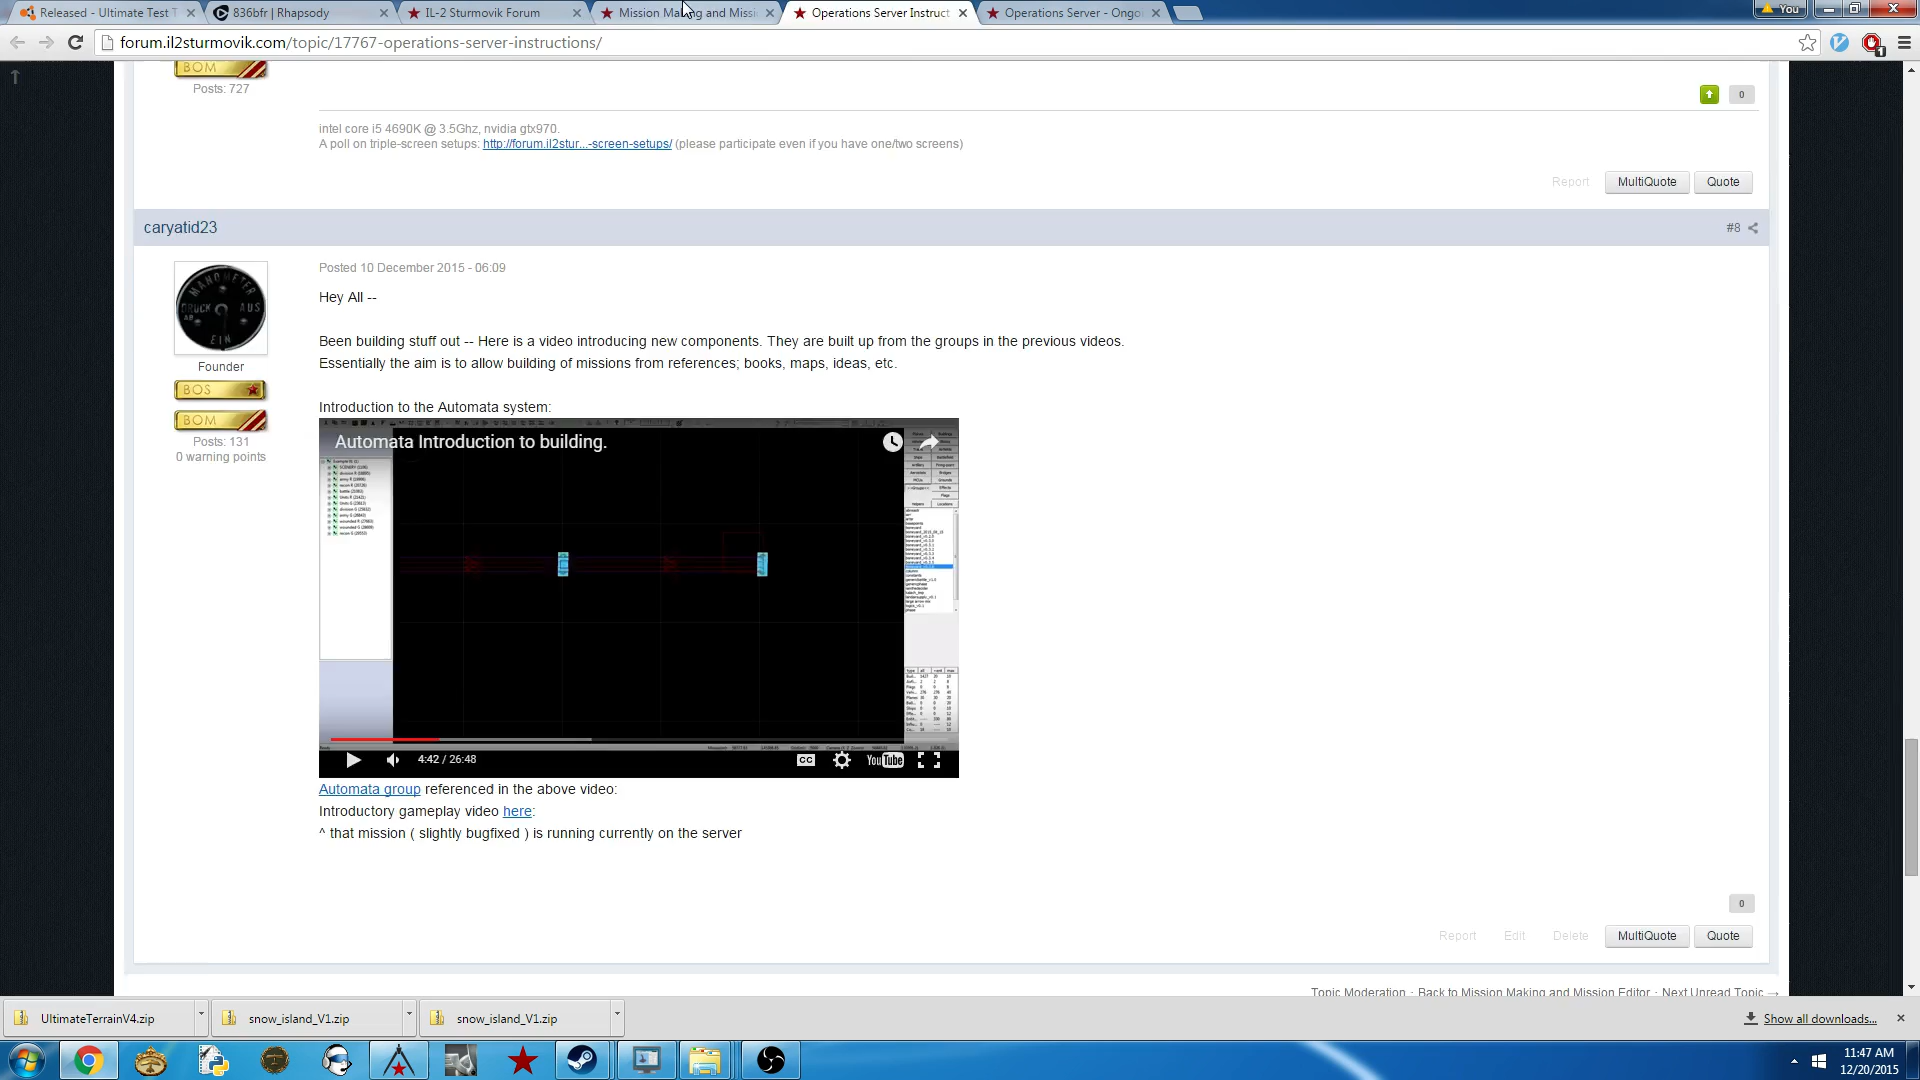 Released - Ultimate Test T
836bfr | Rhapsody
IL-2 Sturmovik Forum
Mission Making and Missi
Operations Server Instruct
Operations Server - Ongoi
You
forum.il2sturmovik.com/topic/17767-operations-server-instructions/
1
BOM
Posts: 727
0
intel core i5 4690K @ 3.5Ghz, nvidia gtx970.
A poll on triple-screen setups: http://forum.il2stur...-screen-setups/ (please participate even if you have one/two screens)
Report
MultiQuote
Quote
caryatid23
#8
Posted 10 December 2015 - 06:09
MANOMETER
DRUCK
AUS
AB
EIN
Founder
BOS
BOM
Posts: 131
0 warning points
Hey All --
Been building stuff out -- Here is a video introducing new components. They are built up from the groups in the previous videos.
Essentially the aim is to allow building of missions from references; books, maps, ideas, etc.
Introduction to the Automata system:
Automata Introduction to building.
4:42 / 26:48
CC
YouTube
Automata group referenced in the above video:
Introductory gameplay video here:
^ that mission ( slightly bugfixed ) is running currently on the server
0
Report
Edit
Delete
MultiQuote
Quote
Topic Moderation · Back to Mission Making and Mission Editor · Next Unread Topic →
UltimateTerrainV4.zip
snow_island_V1.zip
snow_island_V1.zip
Show all downloads...
11:47 AM
12/20/2015